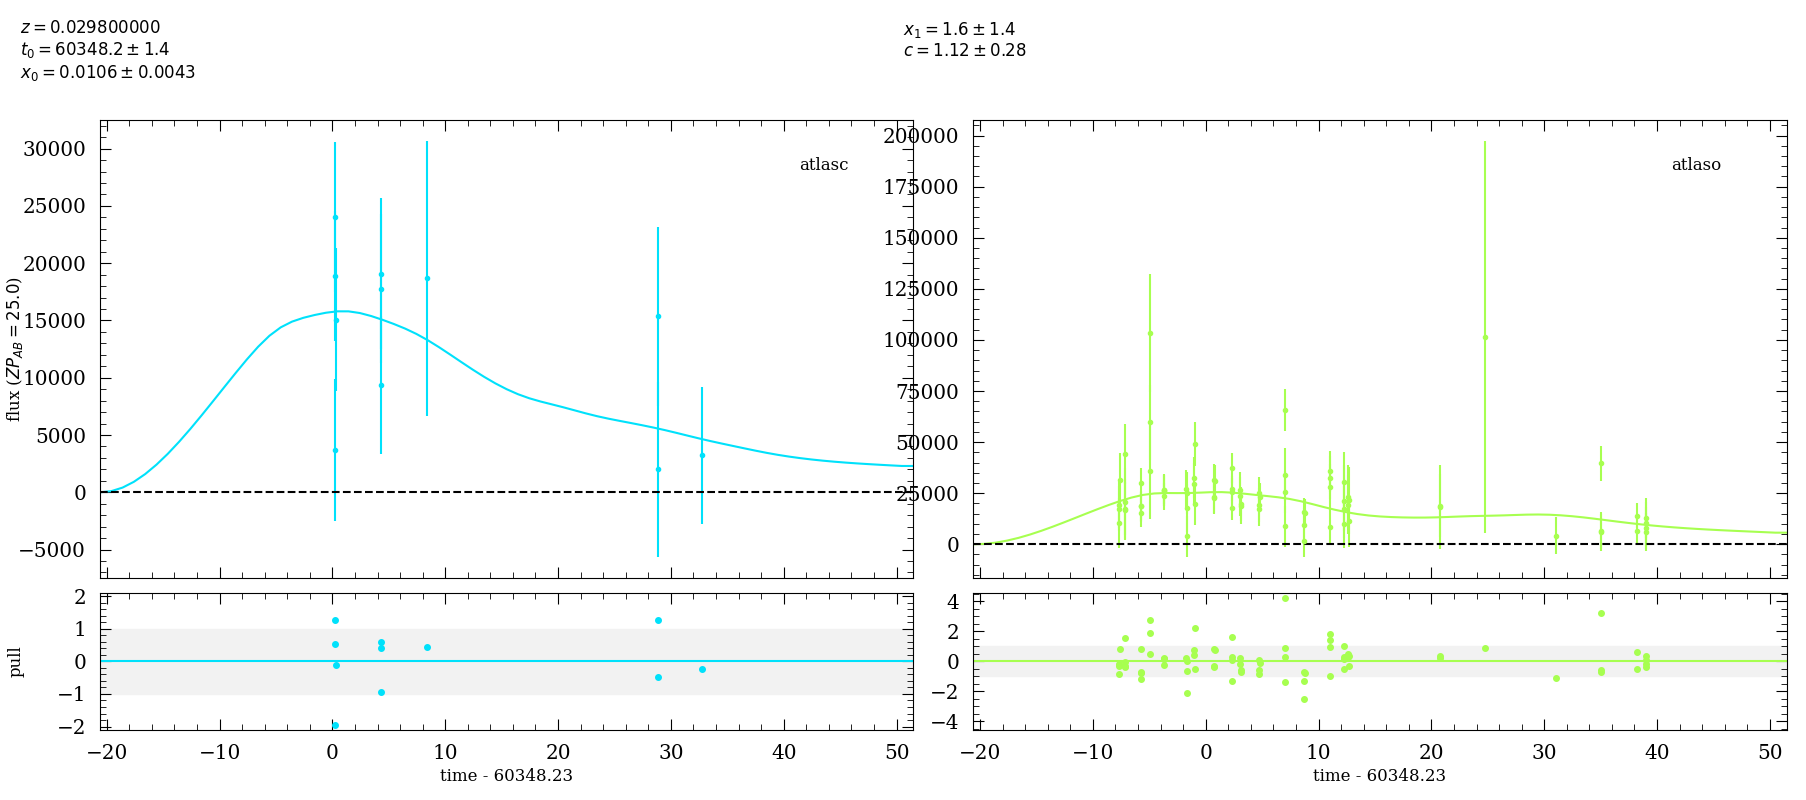 z = 0.029800000
t₀ = 60348.2 ± 1.4
x₀ = 0.0106 ± 0.0043
x₁ = 1.6 ± 1.4
c = 1.12 ± 0.28
atlasc
30000
25000
20000
15000
10000
5000
0
−5000
flux (ZP_AB = 25.0)
atlaso
200000
175000
150000
125000
100000
75000
50000
25000
0
2
1
0
−1
−2
pull
−20 −10 0 10 20 30 40 50
time - 60348.23
4
2
0
−2
−4
−20 −10 0 10 20 30 40 50
time - 60348.23